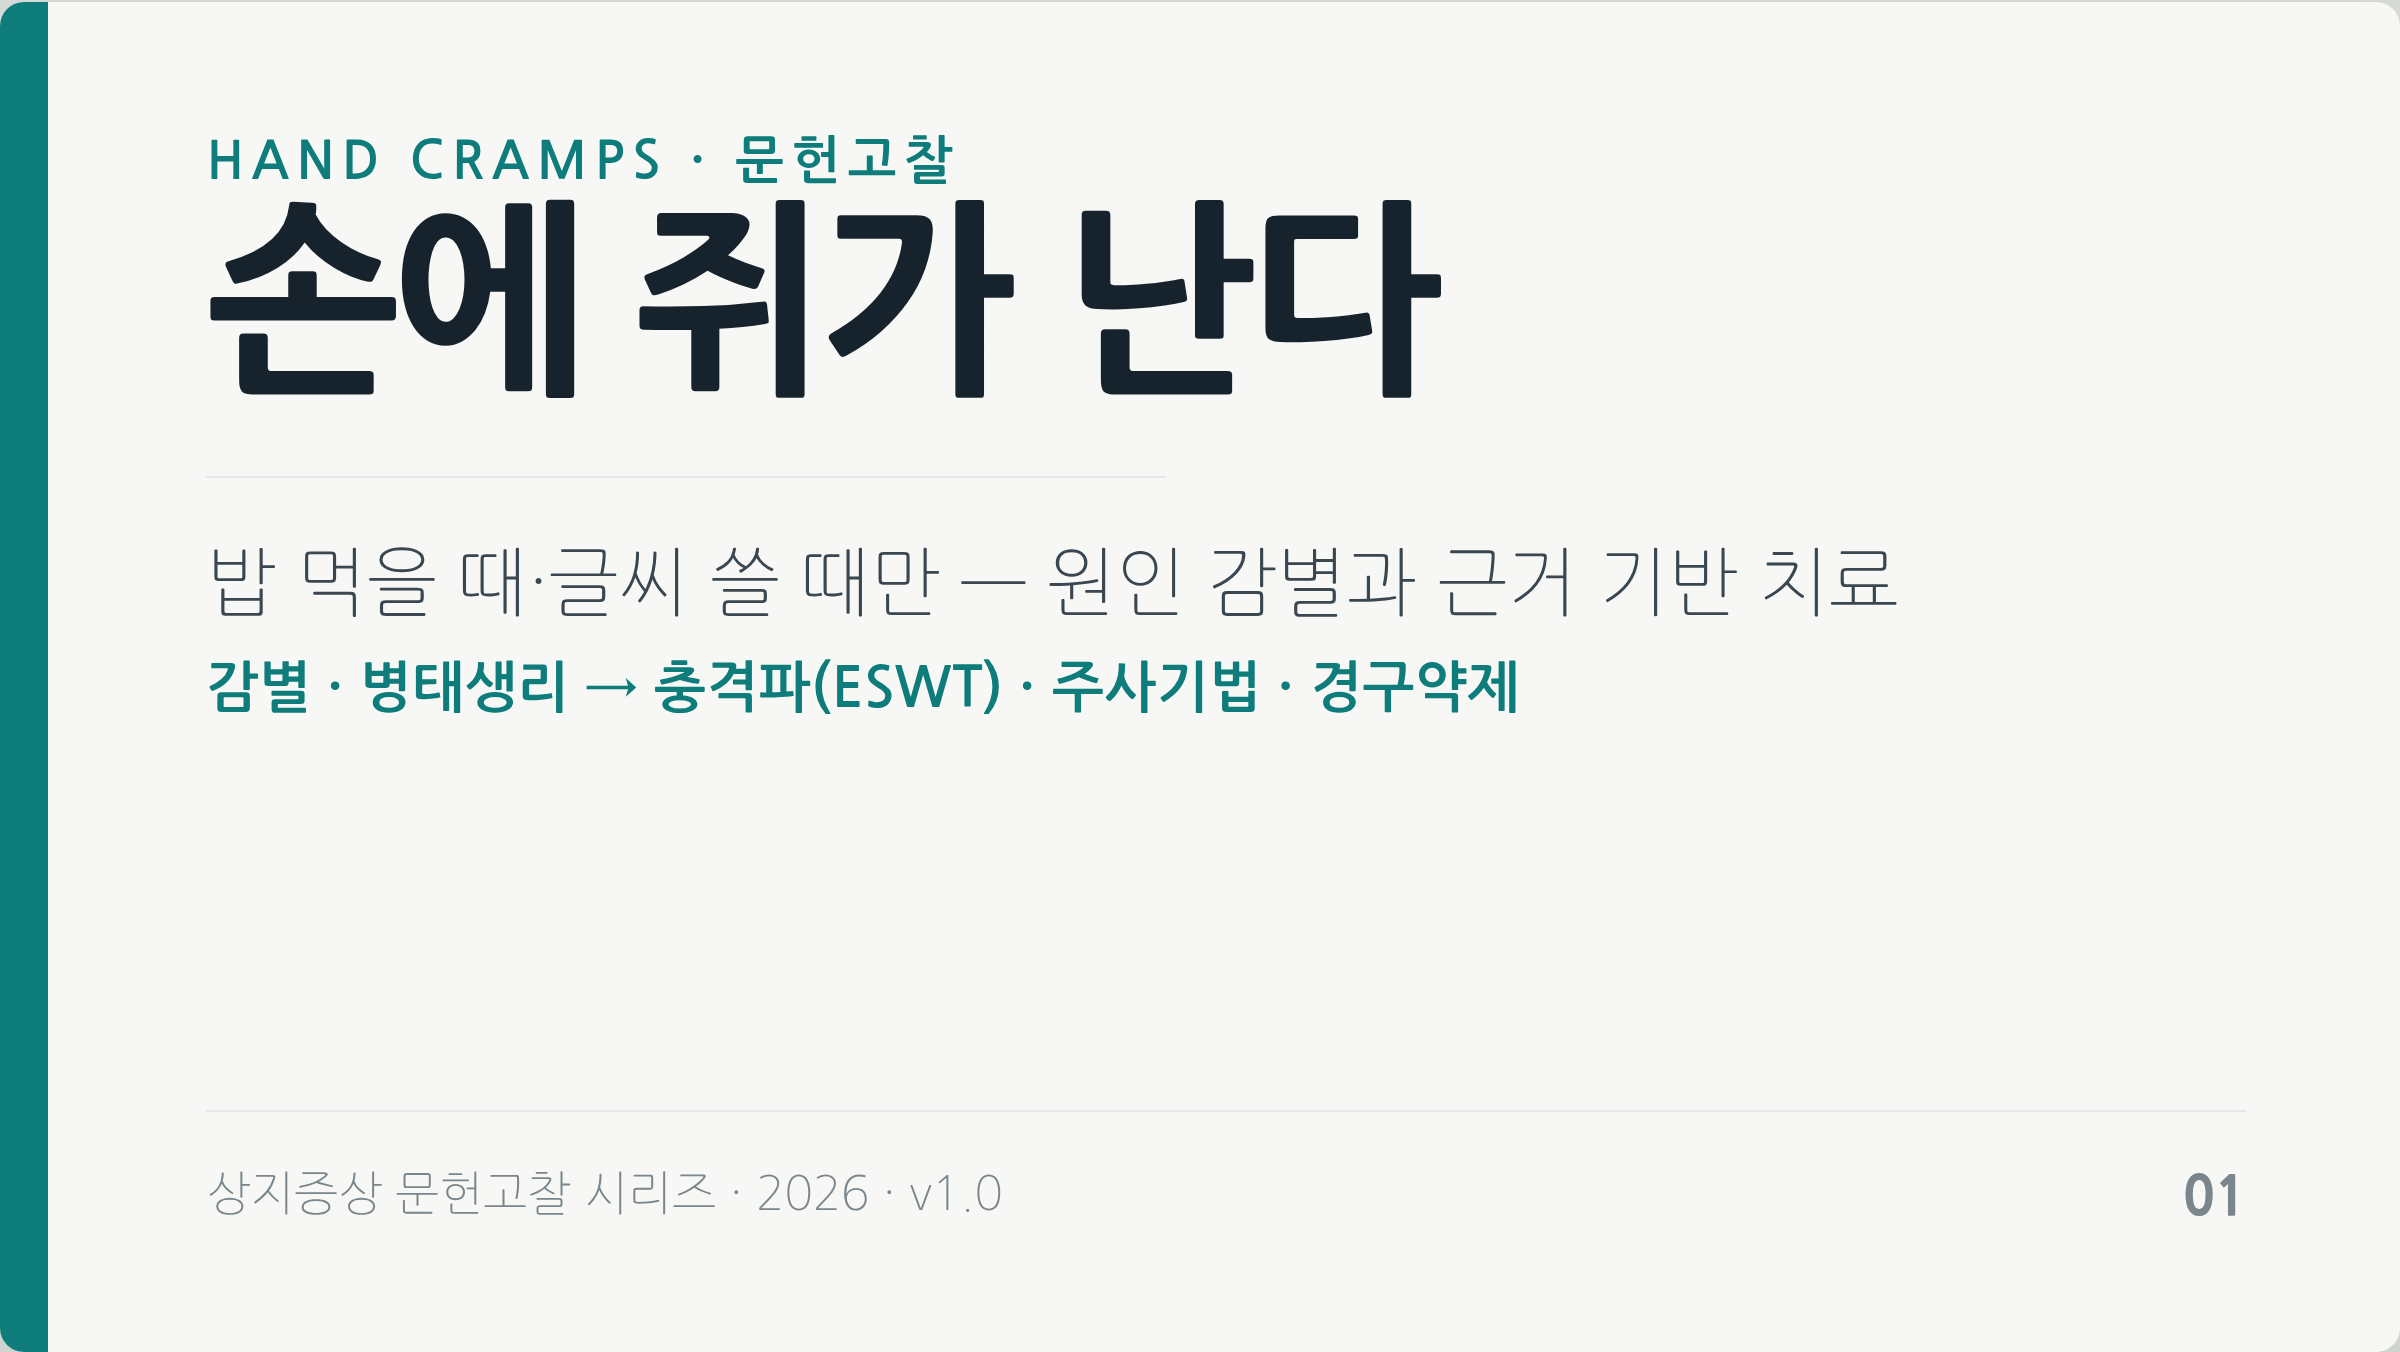 HAND CRAMPS · 문헌고찰
손에 쥐가 난다
밥 먹을 때·글씨 쓸 때만 — 원인 감별과 근거 기반 치료
감별 · 병태생리 → 충격파(ESWT) · 주사기법 · 경구약제
상지증상 문헌고찰 시리즈 · 2026 · v1.0
01